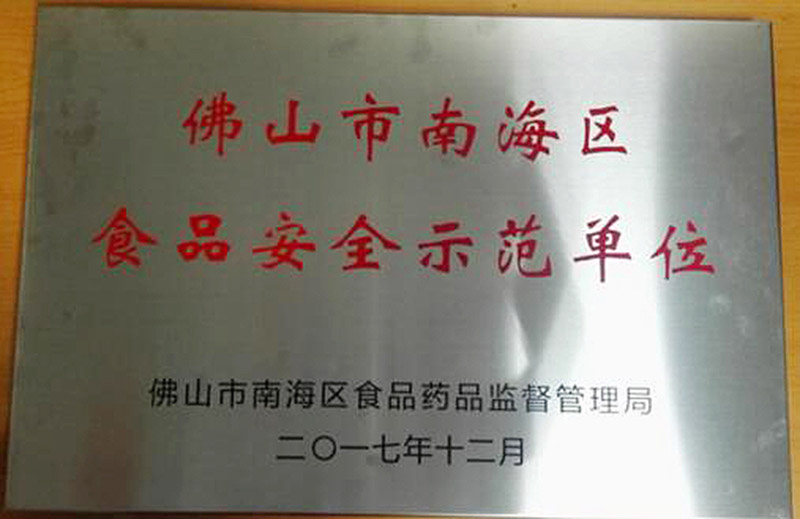 佛山市南海区
食品安全示范单位
佛山市南海区食品药品监督管理局
二〇一七年十二月